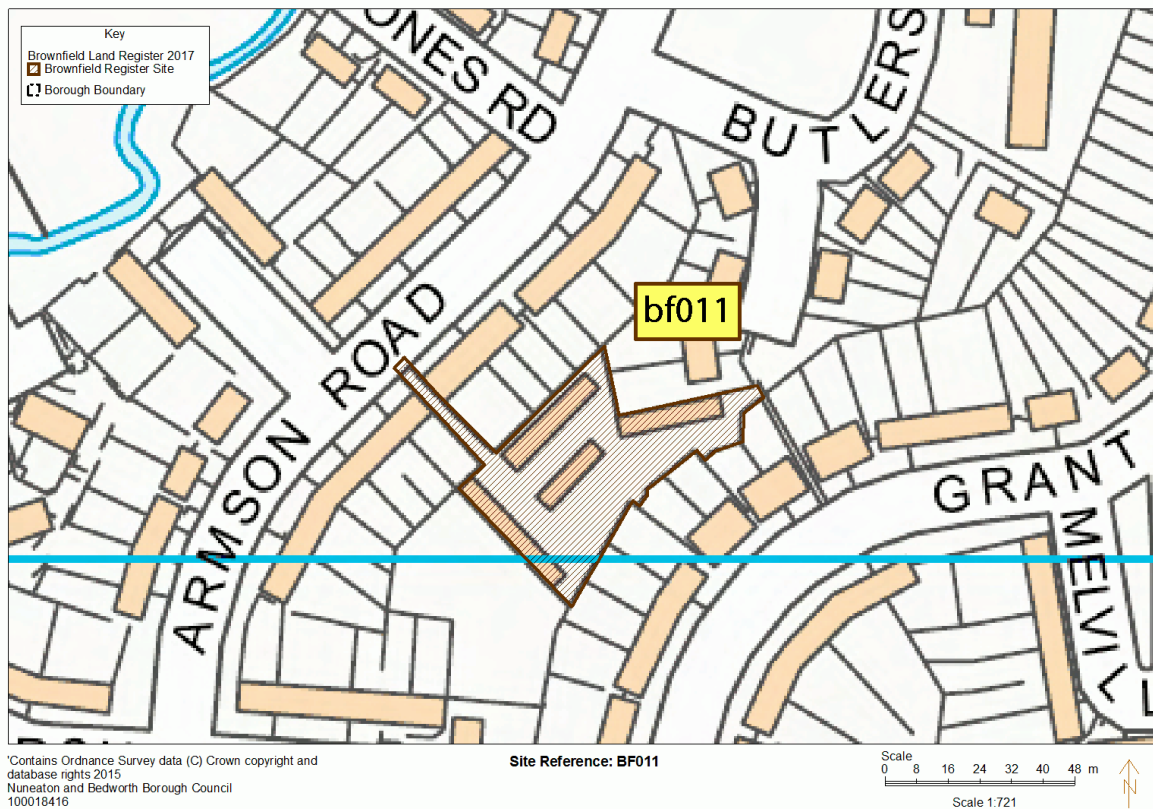 Key
Brownfield Land Register 2017
Brownfield Register Site
Borough Boundary
ONES RD
BUTLERS
bf011
ARMSON ROAD
GRANT
MELVIL
'Contains Ordnance Survey data (C) Crown copyright and
database rights 2015
Nuneaton and Bedworth Borough Council
100018416
Site Reference: BF011
Scale
0 8 16 24 32 40 48 m
Scale 1:721
N